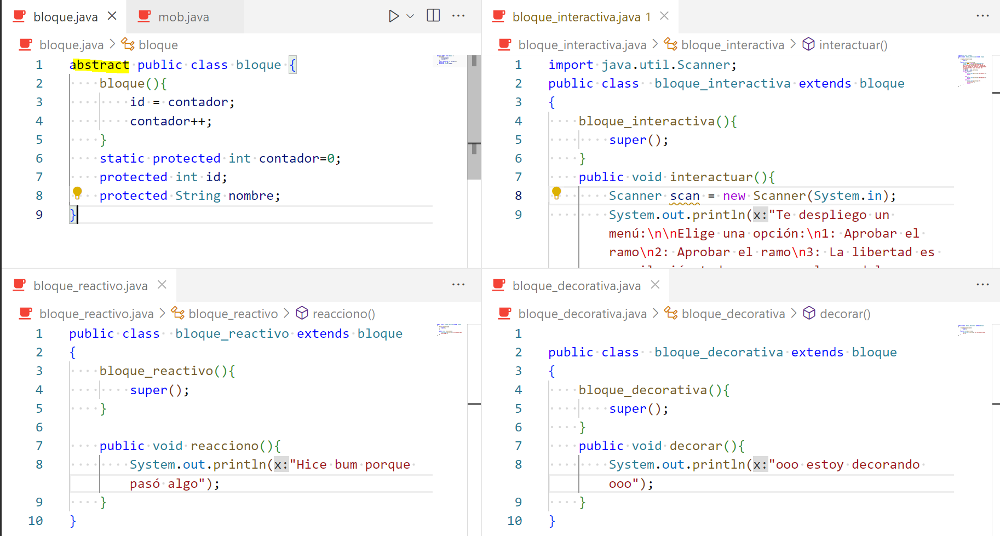 bloque.java
mob.java
bloque.java > bloque
1 abstract public class bloque {
2 bloque(){
3 id = contador;
4 contador++;
5 }
6 static protected int contador=0;
7 protected int id;
8 protected String nombre;
9 }
bloque_interactiva.java 1
bloque_interactiva.java > bloque_interactiva > interactuar()
1 import java.util.Scanner;
2 public class bloque_interactiva extends bloque
3 {
4 bloque_interactiva(){
5 super();
6 }
7 public void interactuar(){
8 Scanner scan = new Scanner(System.in);
9 System.out.println(x:"Te despliego un
menú:\n\nElige una opción:\n1: Aprobar el
ramo\n2: Aprobar el ramo\n3: La libertad es
bloque_reactivo.java
bloque_reactivo.java > bloque_reactivo > reacciono()
1 public class bloque_reactivo extends bloque
2 {
3 bloque_reactivo(){
4 super();
5 }
6
7 public void reacciono(){
8 System.out.println(x:"Hice bum porque
pasó algo");
9 }
10 }
bloque_decorativa.java
bloque_decorativa.java > bloque_decorativa > decorar()
1
2 public class bloque_decorativa extends bloque
3 {
4 bloque_decorativa(){
5 super();
6 }
7 public void decorar(){
8 System.out.println(x:"ooo estoy decorando
ooo");
9 }
10 }